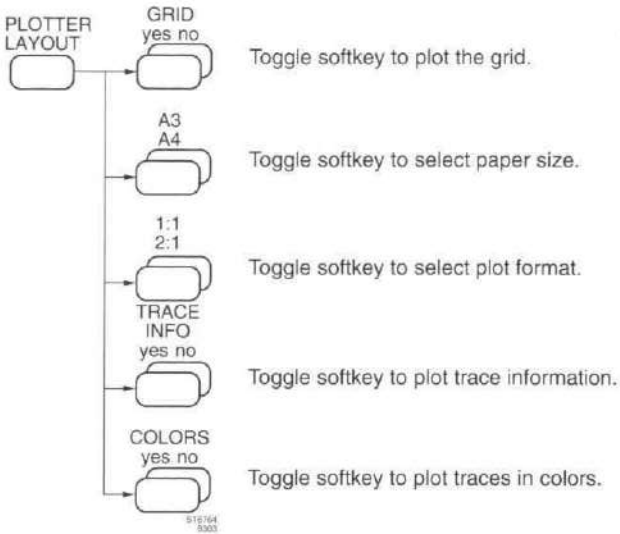 PLOTTER
LAYOUT
GRID
yes no
Toggle softkey to plot the grid.
A3
A4
Toggle softkey to select paper size.
1:1
2:1
Toggle softkey to select plot format.
TRACE
INFO
yes no
Toggle softkey to plot trace information.
COLORS
yes no
Toggle softkey to plot traces in colors.
ST6764
9303